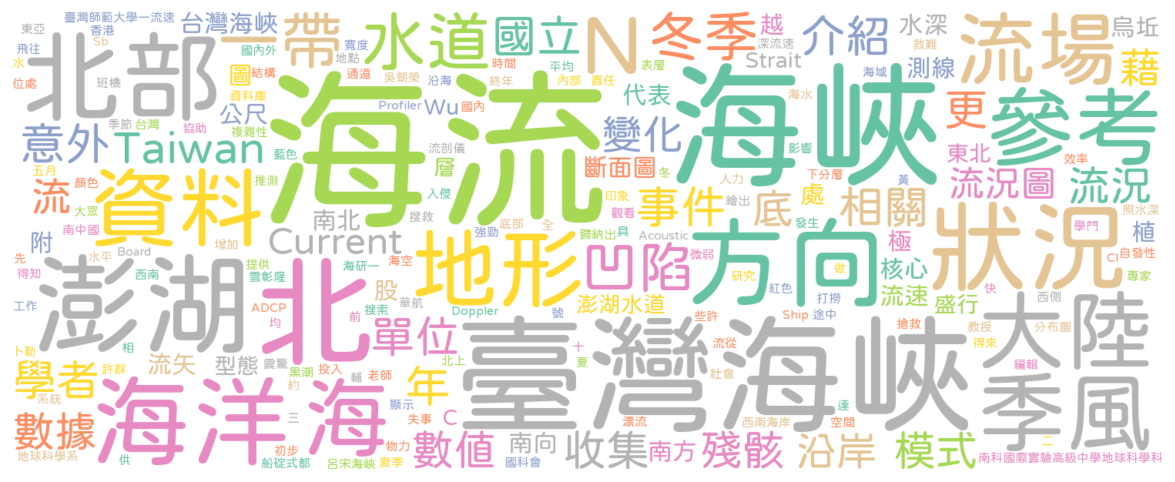 臺灣師範大學一流速
東亞
香港
台灣海峽
國內外
飛往
Sb
水
班機
位處
北部
一帶
圖
結構
資料庫
寬度
地點
通道
水道
國立
時間
平均
吳朝榮
沿海
終年
內部
責任
N
表層
冬季
越
深流速
Strait
介紹
水深
救難
測線
海域
烏坵
流場
藉
公尺
季節
台灣
協助
複雜性
意外
Taiwan
藍色
Profiler
Wu
國內
流剖儀
代表
變化
海流
海峽
海水
影響
更
參考
東北
效率
五月
顏色
大眾
推測
層
入侵
斷面圖
冬
人力
下分層
黃
流況圖
流況
流
資料
南北
搜救
印象
觀看
事件
底
處
相關
繪出
照水深
南中國
附
先
得知
水平
Board
增加
西南
Current
強勁
底部
全
歸納出
具
Acoustic
微弱
發生
極
植
狀況
學門
自發性
CI
專家
工作
澎湖
提供
雲彰隆
海研一
海空
地形
凹陷
方向
研究
做
核心
快
西側
ADCP
均
北
股
華航
搜索
前
Doppler
號
澎湖水道
紅色
打撈
流速
盛行
些許
Ship
途中
搶救
教授
分布圖
得來
大陸
卜勒
相
許群
流矢
型態
震驚
黑潮
投入
約
輔
老師
單位
北上
十
夏
臺灣海峽
流從
社會
編輯
季風
學者
系統
海洋
海
顯示
年
失事
C
漂流
西南海岸
達
空間
二
數據
地球科學系
供
三
初步
船碇式都
物力
呂宋海峽
夏季
數值
南向
國科會
收集
南方
殘骸
沿岸
模式
南科國際實驗高級中學地球科學科